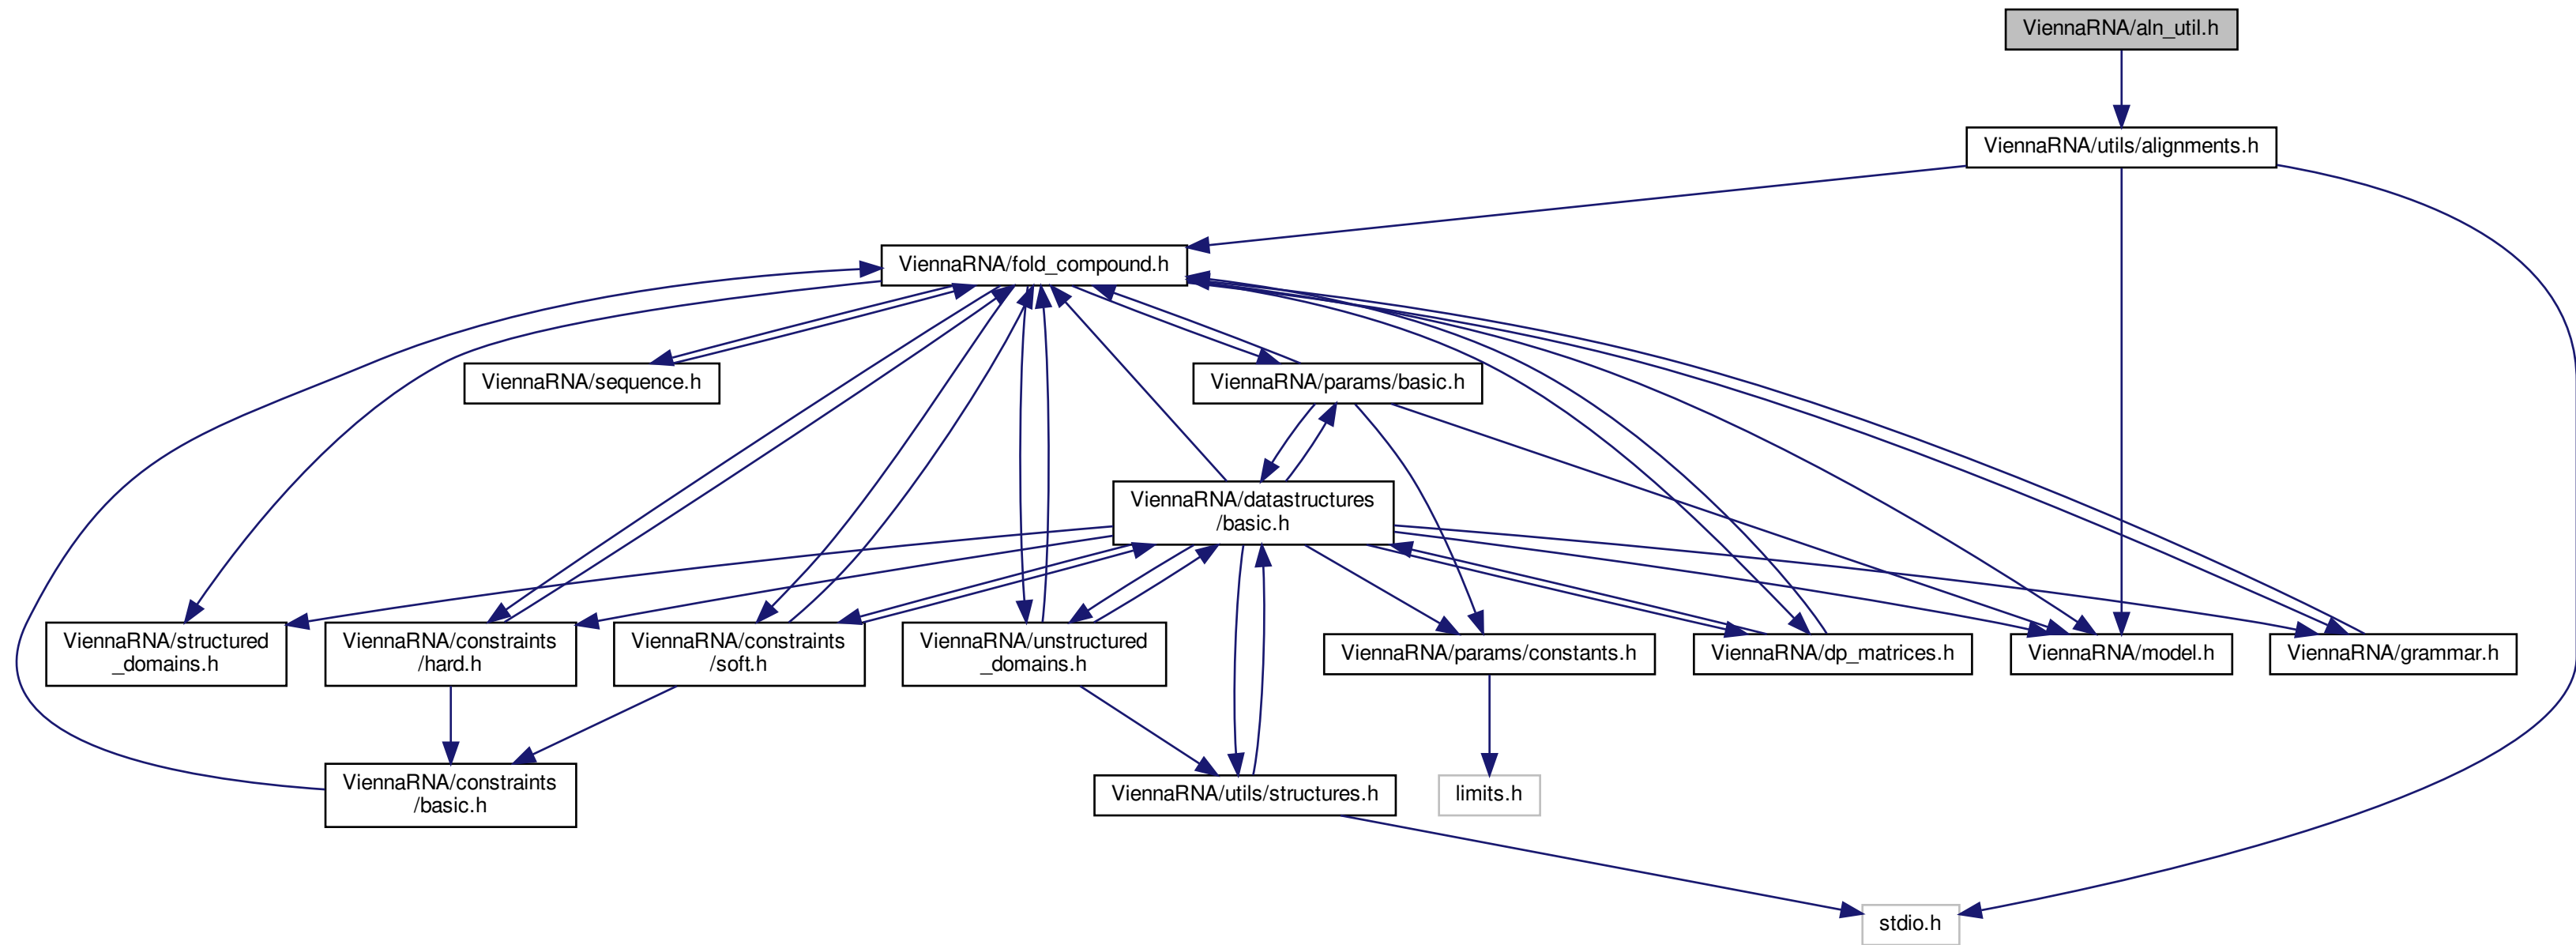 ViennaRNA/aln_util.h
ViennaRNA/utils/alignments.h
ViennaRNA/fold_compound.h
ViennaRNA/sequence.h
ViennaRNA/params/basic.h
ViennaRNA/datastructures
/basic.h
ViennaRNA/structured
_domains.h
ViennaRNA/constraints
/hard.h
ViennaRNA/constraints
/soft.h
ViennaRNA/unstructured
_domains.h
ViennaRNA/params/constants.h
ViennaRNA/dp_matrices.h
ViennaRNA/model.h
ViennaRNA/grammar.h
ViennaRNA/constraints
/basic.h
ViennaRNA/utils/structures.h
limits.h
stdio.h